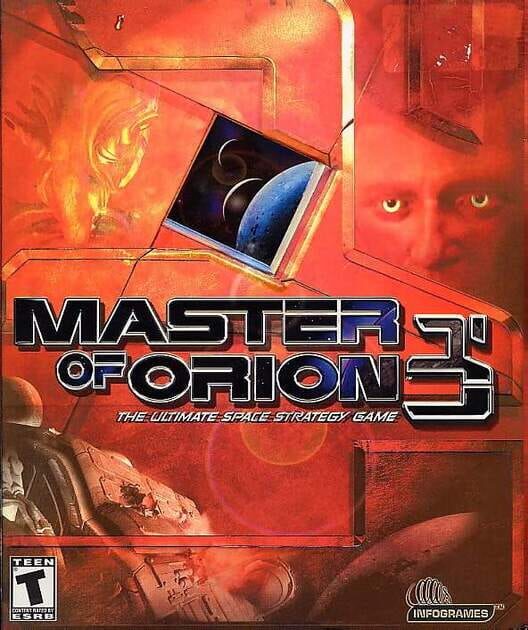 MASTER
OF ORION 3
THE ULTIMATE SPACE STRATEGY GAME
TEEN
T
CONTENT RATED BY
ESRB
INFOGRAMES